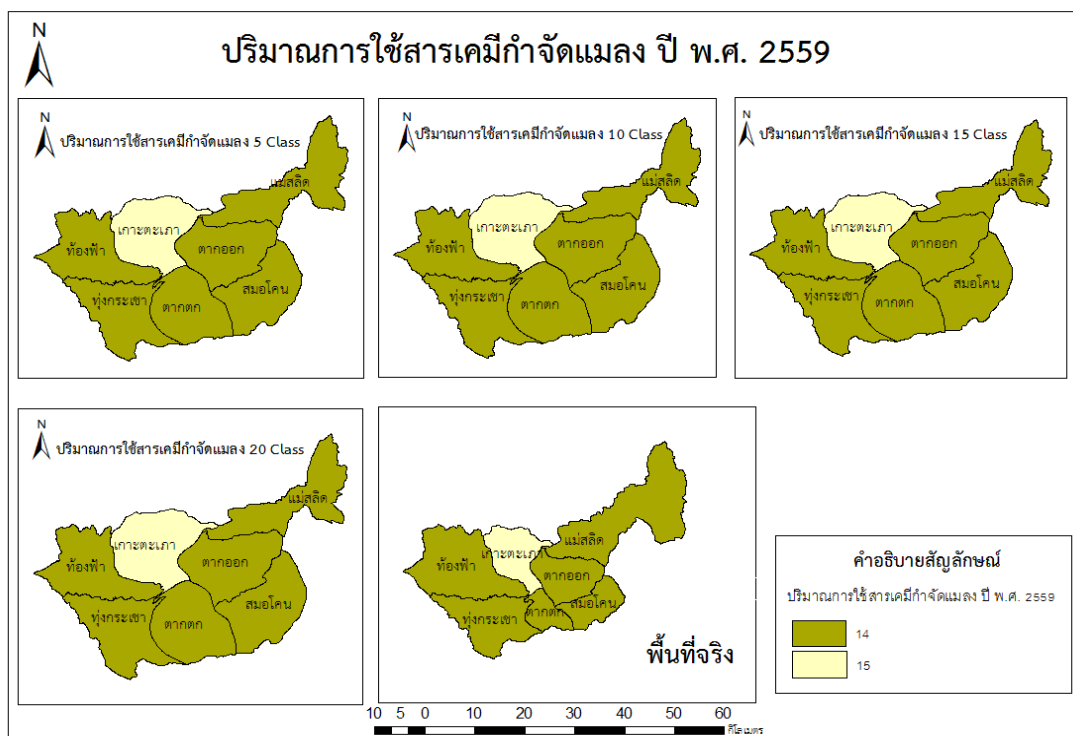 N
ปริมาณการใช้สารเคมีกำจัดแมลง ปี พ.ศ. 2559
N
ปริมาณการใช้สารเคมีกำจัดแมลง 5 Class
แม่สลิด
เกาะตะเภา
ท้องฟ้า
ตากออก
ทุ่งกระเชา
ตากตก
สมอโคน
N
ปริมาณการใช้สารเคมีกำจัดแมลง 10 Class
แม่สลิด
เกาะตะเภา
ท้องฟ้า
ตากออก
ทุ่งกระเชา
ตากตก
สมอโคน
N
ปริมาณการใช้สารเคมีกำจัดแมลง 15 Class
แม่สลิด
เกาะตะเภา
ท้องฟ้า
ตากออก
ทุ่งกระเชา
ตากตก
สมอโคน
N
ปริมาณการใช้สารเคมีกำจัดแมลง 20 Class
แม่สลิด
เกาะตะเภา
ท้องฟ้า
ตากออก
ทุ่งกระเชา
ตากตก
สมอโคน
แม่สลิด
เกาะตะเภา
ท้องฟ้า
ตากออก
ทุ่งกระเชา
ตากตก
สมอโคน
พื้นที่จริง
คำอธิบายสัญลักษณ์
ปริมาณการใช้สารเคมีกำจัดแมลง ปี พ.ศ. 2559
14
15
10 5 0 10 20 30 40 50 60
กิโลเมตร